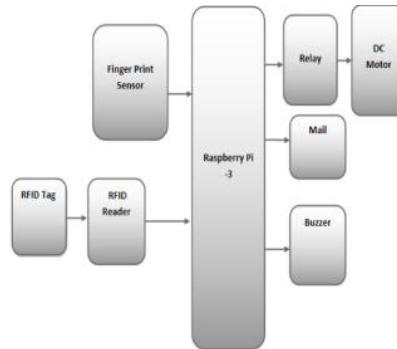 Finger Print
Sensor
RFID Tag
RFID
Reader
Raspberry Pi
-3
Relay
DC
Motor
Mail
Buzzer